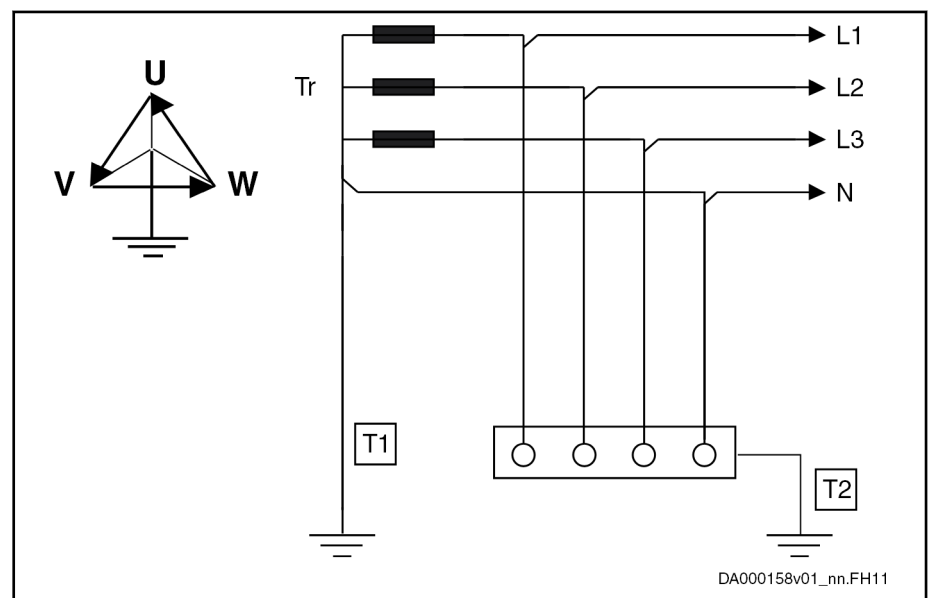 L1
U
Tr
L2
L3
V
W
N
T1
T2
DA000158v01_nn.FH11